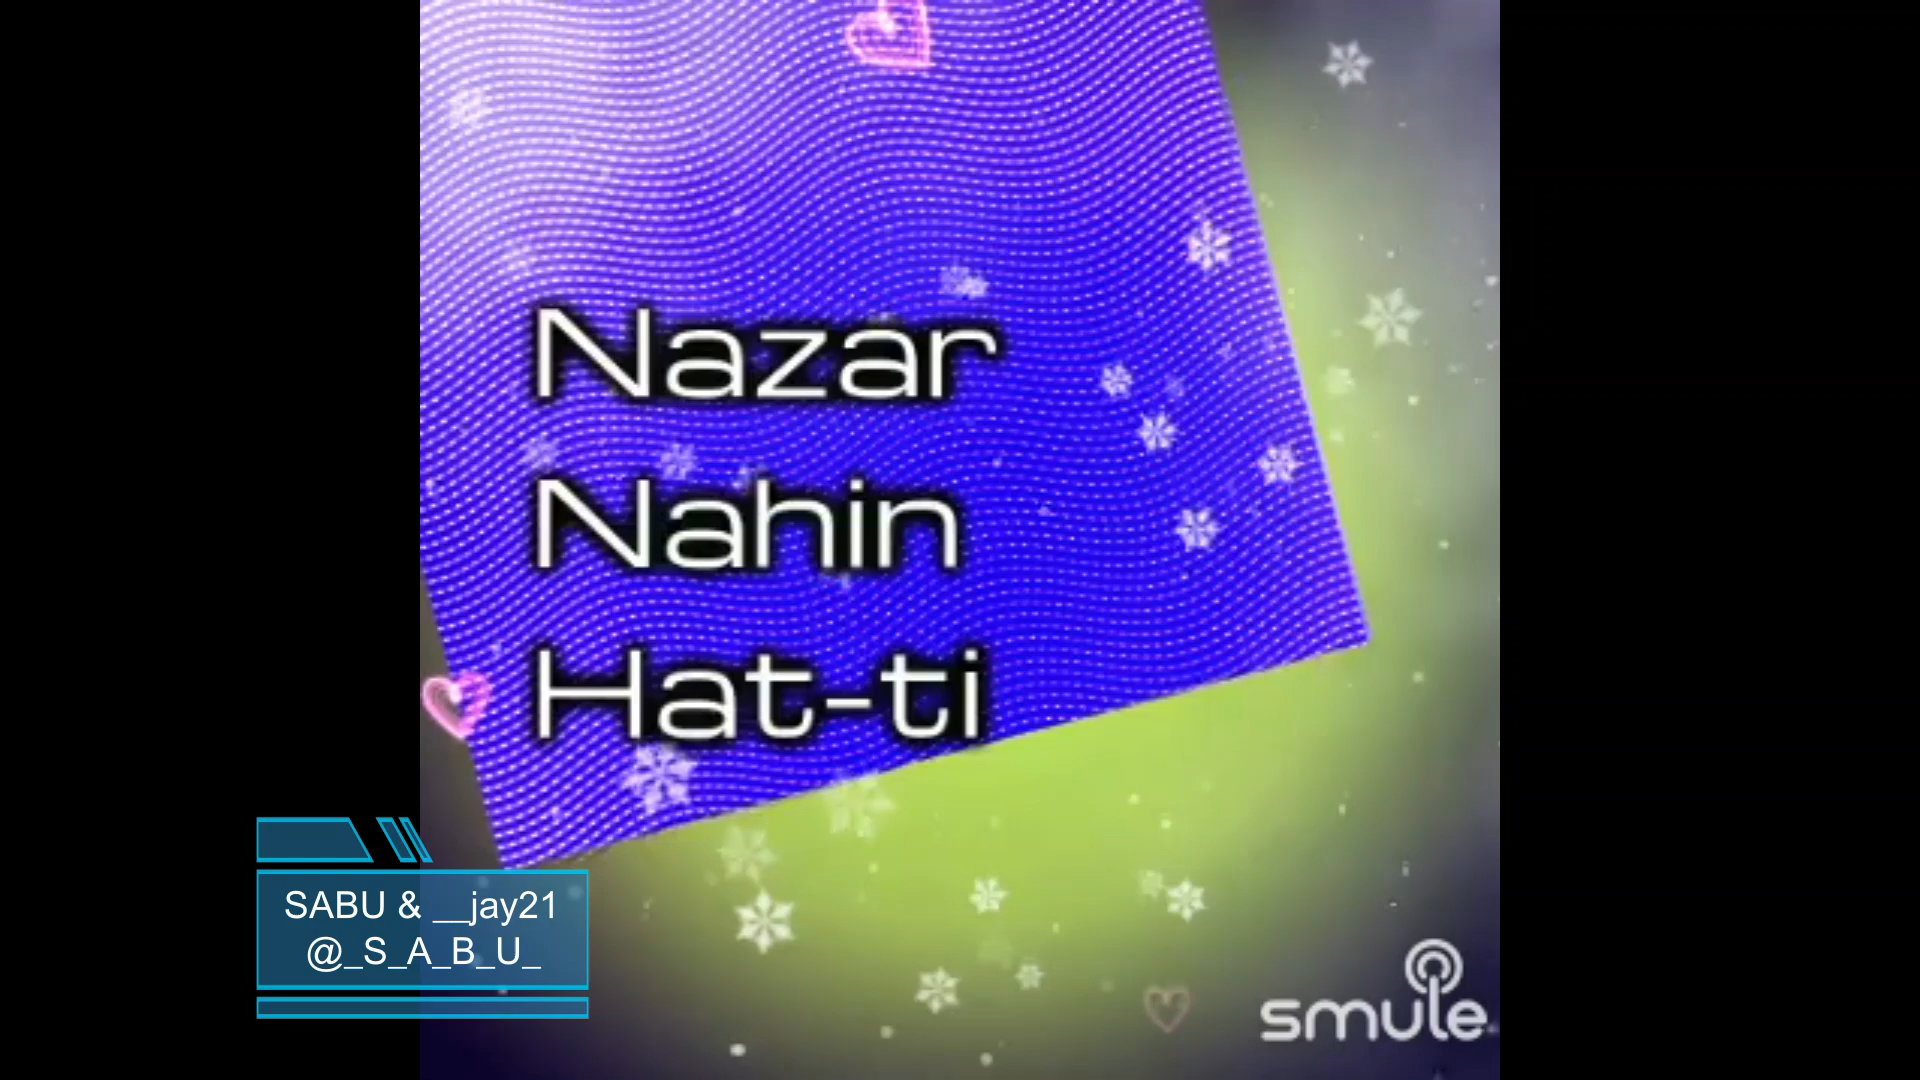 Nazar
Nahin
Hat-ti
SABU & __jay21
@_S_A_B_U_
smule